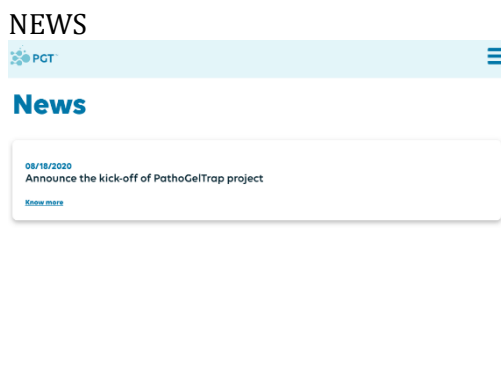 NEWS
PGT
News
08/18/2020
Announce the kick-off of PathoGelTrap project
Know more